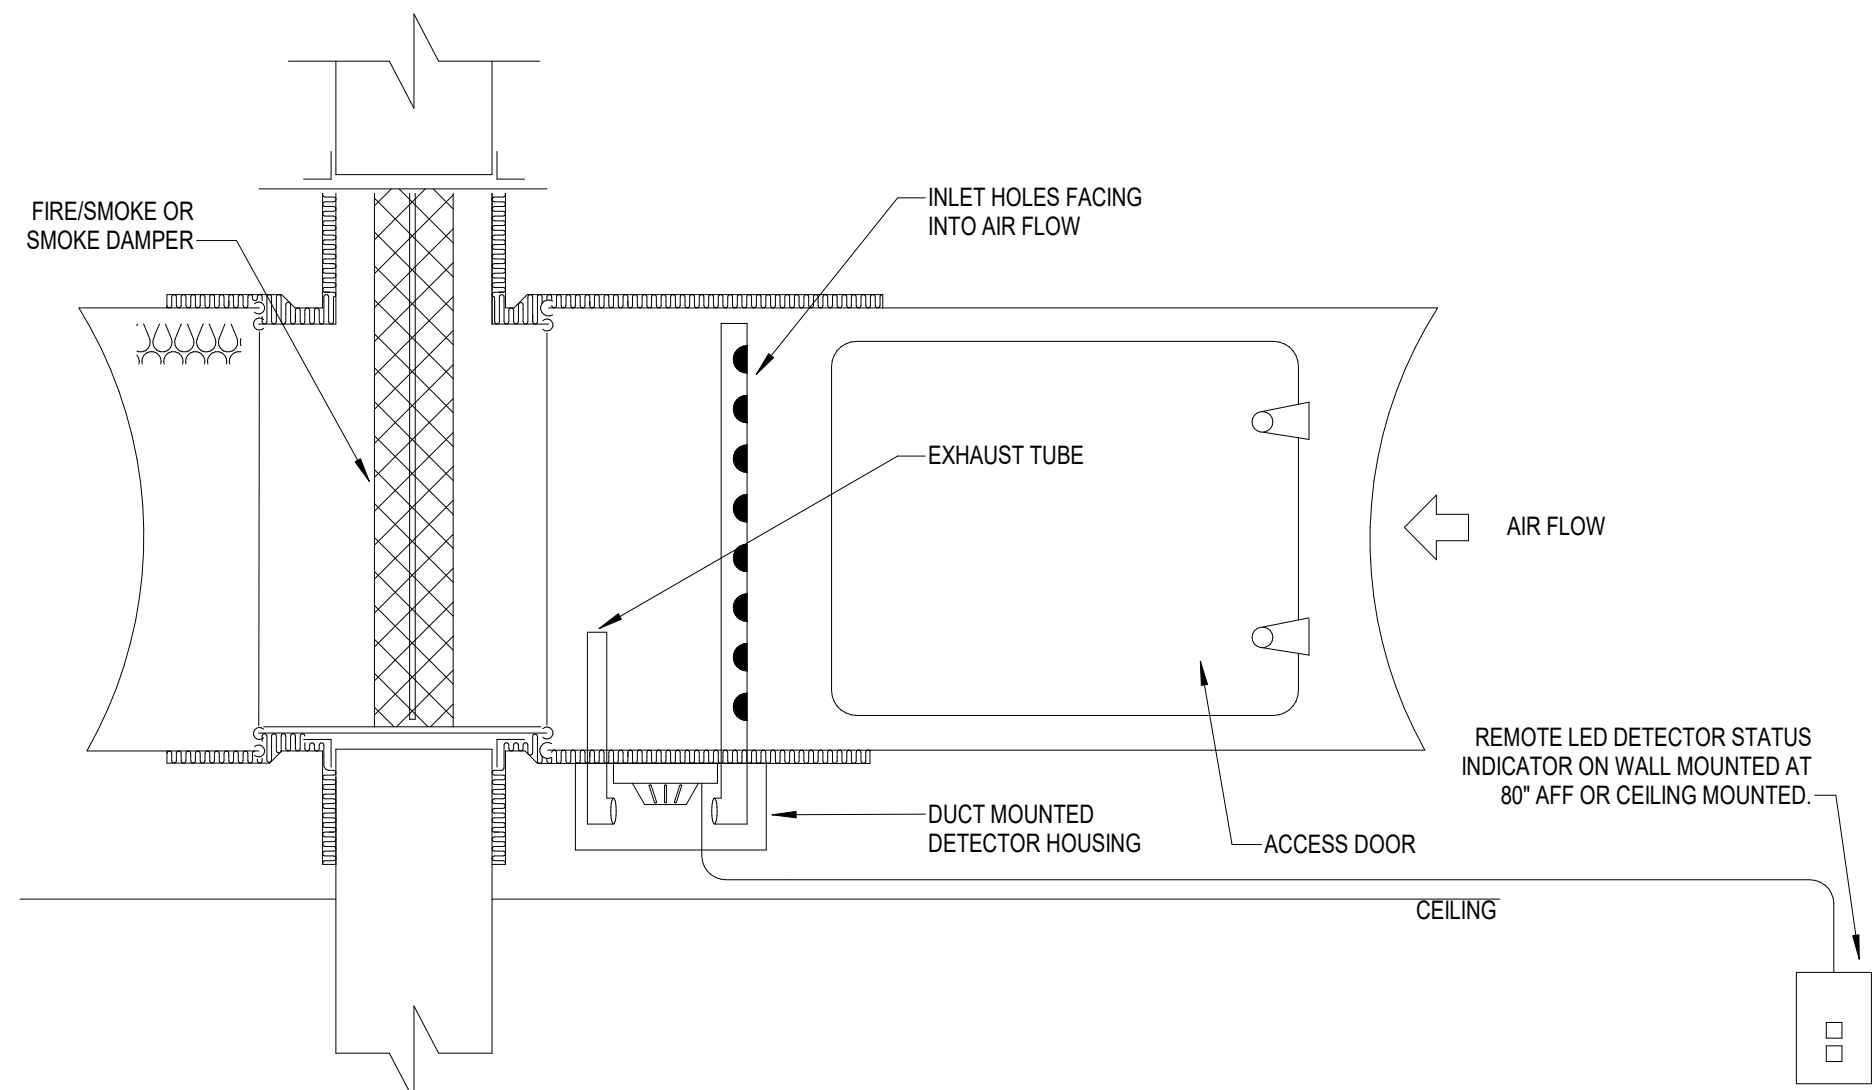 FIRE/SMOKE OR
SMOKE DAMPER
INLET HOLES FACING
INTO AIR FLOW
EXHAUST TUBE
AIR FLOW
REMOTE LED DETECTOR STATUS
INDICATOR ON WALL MOUNTED AT
80" AFF OR CEILING MOUNTED.
DUCT MOUNTED
DETECTOR HOUSING
ACCESS DOOR
CEILING